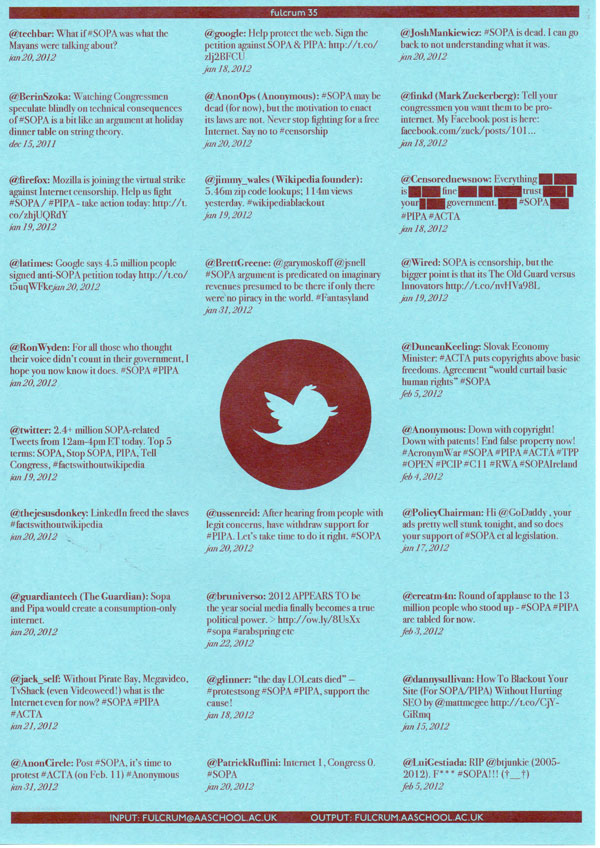 fulcrum 35
@techbar: What if #SOPA was what the
Mayans were talking about?
jan 20, 2012
@google: Help protect the web. Sign the
petition against SOPA & PIPA: http://t.co/
zlj2BFCU
jan 18, 2012
@JoshMankiewicz: #SOPA is dead. I can go
back to not understanding what it was.
jan 20, 2012
@BerinSzoka: Watching Congressmen
speculate blindly on technical consequences
of #SOPA is a bit like an argument at holiday
dinner table on string theory.
dec 15, 2011
@AnonOps (Anonymous): #SOPA may be
dead (for now), but the motivation to enact
its laws are not. Never stop fighting for a free
Internet. Say no to #censorship
jan 20, 2012
@finkd (Mark Zuckerberg): Tell your
congressmen you want them to be pro-
internet. My Facebook post is here:
facebook.com/zuck/posts/101...
jan 18, 2012
@firefox: Mozilla is joining the virtual strike
against Internet censorship. Help us fight
#SOPA / #PIPA - take action today: http://t.
co/zhjUQRdY
jan 19, 2012
@jimmy_wales (Wikipedia founder):
5.46m zip code lookups; 114m views
yesterday. #wikipediablackout
jan 19, 2012
@Censorednewsnow: Everything
is fine trust
your government. #SOPA
#PIPA #ACTA
jan 18, 2012
@latimes: Google says 4.5 million people
signed anti-SOPA petition today http://t.co/
t5uqWFke jan 20, 2012
@BrettGreene: @garymoskoff @jsnell
#SOPA argument is predicated on imaginary
revenues presumed to be there if only there
were no piracy in the world. #Fantasyland
jan 31, 2012
@Wired: SOPA is censorship, but the
bigger point is that its The Old Guard versus
Innovators http://t.co/nvHVa98L
jan 19, 2012
@RonWyden: For all those who thought
their voice didn't count in their government, I
hope you now know it does. #SOPA #PIPA
jan 20, 2012
@DuncanKeeling: Slovak Economy
Minister: #ACTA puts copyrights above basic
freedoms. Agreement "would curtail basic
human rights" #SOPA
feb 5, 2012
@twitter: 2.4+ million SOPA-related
Tweets from 12am-4pm ET today. Top 5
terms: SOPA, Stop SOPA, PIPA, Tell
Congress, #factswithoutwikipedia
jan 19, 2012
@Anonymous: Down with copyright!
Down with patents! End false property now!
#AcronymWar #SOPA #PIPA #ACTA #TPP
#OPEN #PCIP #C11 #RWA #SOPAIreland
feb 4, 2012
@thejesusdonkey: LinkedIn freed the slaves
#factswithoutwikipedia
jan 20, 2012
@ussenreid: After hearing from people with
legit concerns, have withdraw support for
#PIPA. Let's take time to do it right. #SOPA
jan 20, 2012
@PolicyChairman: Hi @GoDaddy , your
ads pretty well stunk tonight, and so does
your support of #SOPA et al legislation.
jan 17, 2012
@guardiantech (The Guardian): Sopa
and Pipa would create a consumption-only
internet.
jan 20, 2012
@bruniverso: 2012 APPEARS TO be
the year social media finally becomes a true
political power. > http://ow.ly/8UsXx
#sopa #arabspring etc
jan 22, 2012
@creatm4n: Round of applause to the 13
million people who stood up - #SOPA #PIPA
are tabled for now.
feb 3, 2012
@jack_self: Without Pirate Bay, Megavideo,
TvShack (even Videoweed!) what is the
Internet even for now? #SOPA #PIPA
#ACTA
jan 21, 2012
@glinner: "the day LOLcats died" –
#protestsong #SOPA #PIPA, support the
cause!
jan 18, 2012
@dannysullivan: How To Blackout Your
Site (For SOPA/PIPA) Without Hurting
SEO by @mattmcgee http://t.co/CjY-
GiRmq
jan 15, 2012
@AnonCircle: Post #SOPA, it's time to
protest #ACTA (on Feb. 11) #Anonymous
jan 31, 2012
@PatrickRuffini: Internet 1, Congress 0.
#SOPA
jan 20, 2012
@LuiGestiada: RIP @btjunkie (2005-
2012). F*** #SOPA!!! (†__†)
feb 5, 2012
INPUT: FULCRUM@AASCHOOL.AC.UK OUTPUT: FULCRUM.AASCHOOL.AC.UK